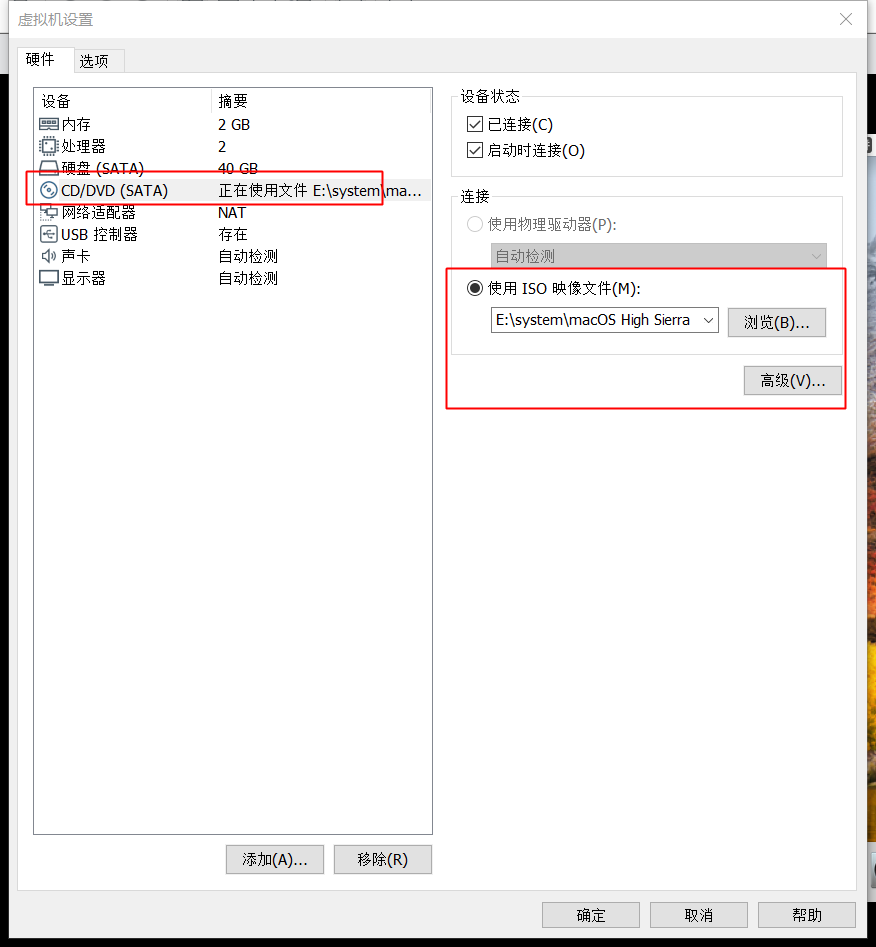 虚拟机设置
硬件 选项
设备 摘要
内存 2 GB
处理器 2
硬盘 (SATA) 40 GB
CD/DVD (SATA) 正在使用文件 E:\system\ma...
网络适配器 NAT
USB 控制器 存在
声卡 自动检测
显示器 自动检测
添加(A)... 移除(R)
设备状态
已连接(C)
启动时连接(O)
连接
使用物理驱动器(P):
自动检测
使用 ISO 映像文件(M):
E:\system\macOS High Sierra 浏览(B)...
高级(V)...
确定 取消 帮助